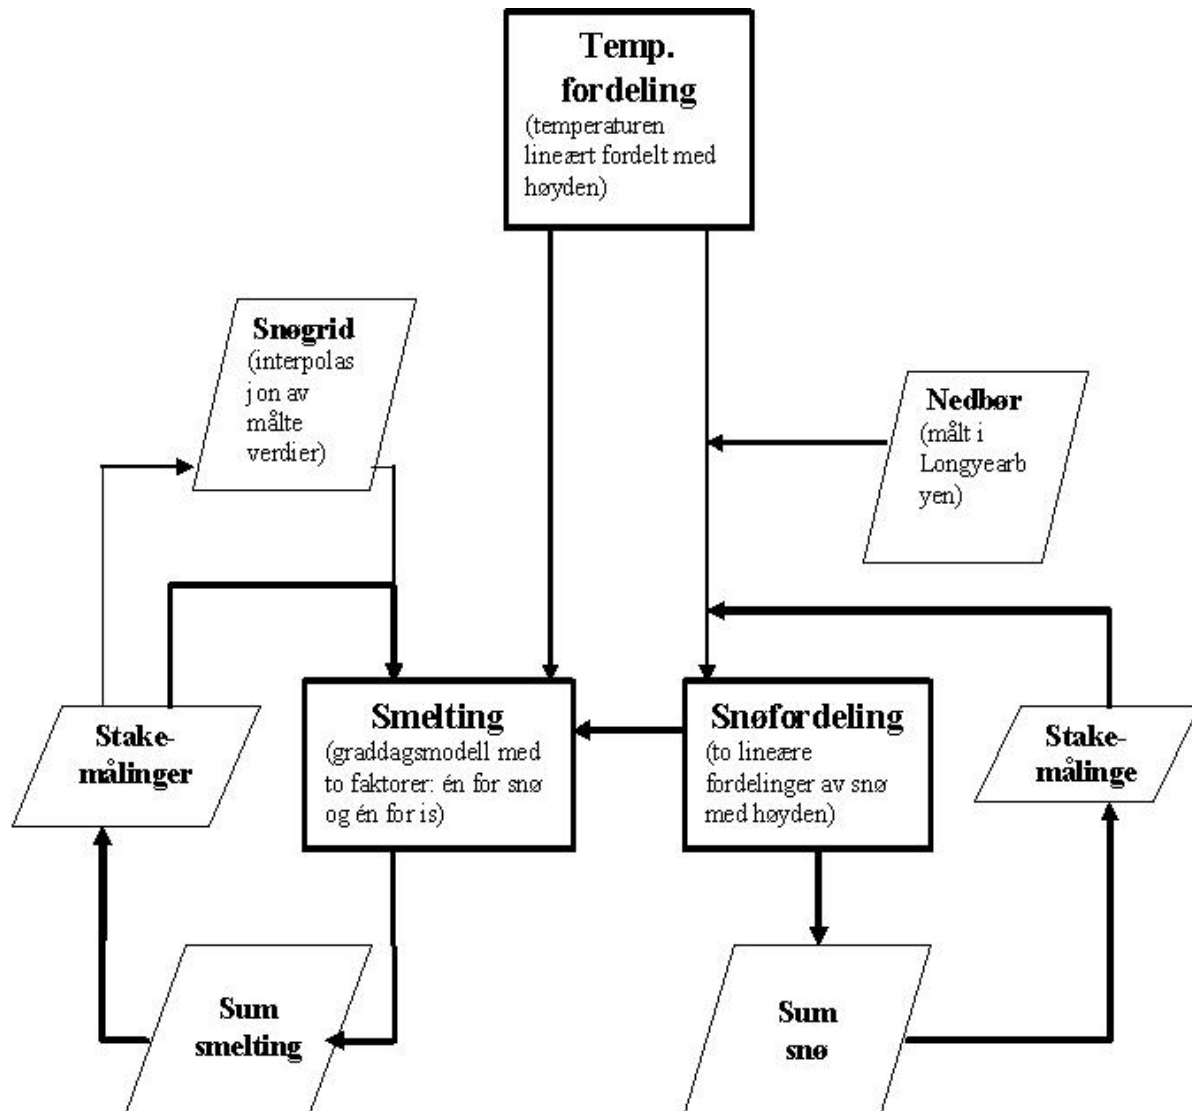 Temp.
fordeling
(temperaturen
lineært fordelt med
høyden)
Snøgrid
(interpolas
jon av
målte
verdier)
Nedbør
(målt i
Longyearb
yen)
Stake-
målinger
Smelting
(graddagsmodell med
to faktorer: én for snø
og én for is)
Snøfordeling
(to lineære
fordelinger av snø
med høyden)
Stake-
målinge
Sum
smelting
Sum
snø